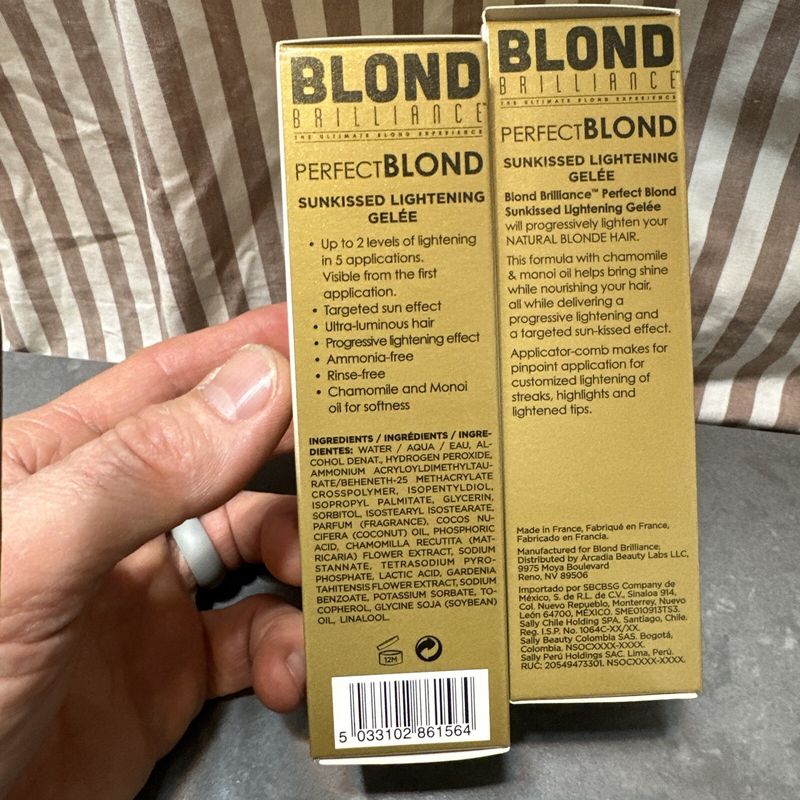 BLOND
BRILLIANCE™
THE ULTIMATE BLOND EXPERIENCE
PERFECTBLOND
SUNKISSED LIGHTENING
GELÉE
• Up to 2 levels of lightening
in 5 applications.
Visible from the first
application.
• Targeted sun effect
• Ultra-luminous hair
• Progressive lightening effect
• Ammonia-free
• Rinse-free
• Chamomile and Monoi
oil for softness
INGREDIENTS / INGRÉDIENTS / INGRE-
DIENTES: WATER / AQUA / EAU, AL-
COHOL DENAT., HYDROGEN PEROXIDE,
AMMONIUM ACRYLOYLDIMETHYLTAU-
RATE/BEHENETH-25 METHACRYLATE
CROSSPOLYMER, ISOPENTYLDIOL,
ISOPROPYL PALMITATE, GLYCERIN,
SORBITOL, ISOSTEARYL ISOSTEARATE,
PARFUM (FRAGRANCE), COCOS NU-
CIFERA (COCONUT) OIL, PHOSPHORIC
ACID, CHAMOMILLA RECUTITA (MAT-
RICARIA) FLOWER EXTRACT, SODIUM
STANNATE, TETRASODIUM PYRO-
PHOSPHATE, LACTIC ACID, GARDENIA
TAHITENSIS FLOWER EXTRACT, SODIUM
BENZOATE, POTASSIUM SORBATE, TO-
COPHEROL, GLYCINE SOJA (SOYBEAN)
OIL, LINALOOL.
12M
5 033102 861564
BLOND
BRILLIANCE™
THE ULTIMATE BLOND EXPERIENCE
PERFECTBLOND
SUNKISSED LIGHTENING
GELÉE
Blond Brilliance™ Perfect Blond
Sunkissed Lightening Gelée
will progressively lighten your
NATURAL BLONDE HAIR.
This formula with chamomile
& monoi oil helps bring shine
while nourishing your hair,
all while delivering a
progressive lightening and
a targeted sun-kissed effect.
Applicator-comb makes for
pinpoint application for
customized lightening of
streaks, highlights and
lightened tips.
Made in France, Fabriqué en France,
Fabricado en Francia.
Manufactured for Blond Brilliance;
Distributed by Arcadia Beauty Labs LLC,
9975 Moya Boulevard
Reno, NV 89506
Importado por SBCBSG Company de
México, S. de R.L. de C.V., Sinaloa 914,
Col. Nuevo Repueblo, Monterrey, Nuevo
León 64700, MÉXICO. SME010913TS3.
Sally Chile Holding SPA, Santiago, Chile.
Reg. I.S.P. No. 1064C-XX/XX.
Sally Beauty Colombia SAS. Bogotá,
Colombia. NSOCXXXX-XXXX.
Sally Perú Holdings SAC. Lima, Perú.
RUC: 20549473301. NSOCXXXX-XXXX.